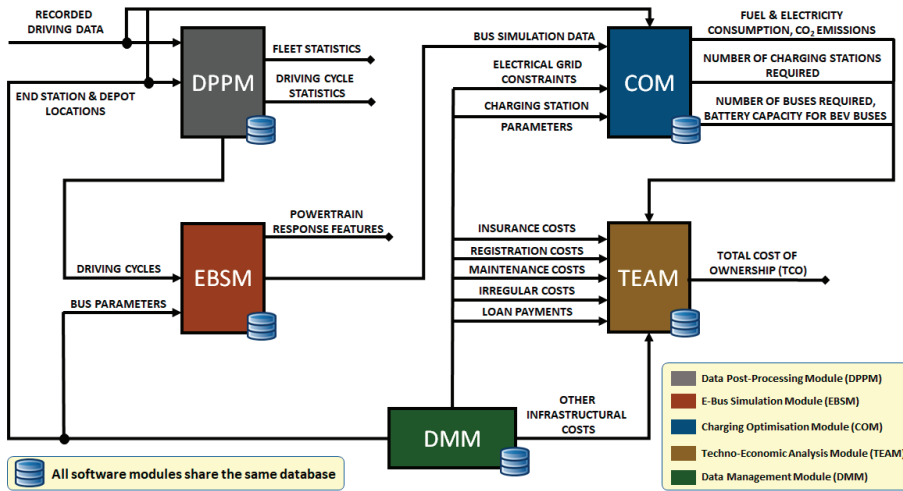 RECORDED
DRIVING DATA
END STATION & DEPOT
LOCATIONS
DPPM
FLEET STATISTICS
DRIVING CYCLE
STATISTICS
BUS SIMULATION DATA
ELECTRICAL GRID
CONSTRAINTS
CHARGING STATION
PARAMETERS
COM
FUEL & ELECTRICITY
CONSUMPTION, CO₂ EMISSIONS
NUMBER OF CHARGING STATIONS
REQUIRED
NUMBER OF BUSES REQUIRED,
BATTERY CAPACITY FOR BEV BUSES
DRIVING CYCLES
BUS PARAMETERS
EBSM
POWERTRAIN
RESPONSE FEATURES
INSURANCE COSTS
REGISTRATION COSTS
MAINTENANCE COSTS
IRREGULAR COSTS
LOAN PAYMENTS
TEAM
TOTAL COST OF
OWNERSHIP (TCO)
DMM
OTHER
INFRASTRUCTURAL
COSTS
Data Post-Processing Module (DPPM)
E-Bus Simulation Module (EBSM)
Charging Optimisation Module (COM)
Techno-Economic Analysis Module (TEAM)
Data Management Module (DMM)
All software modules share the same database